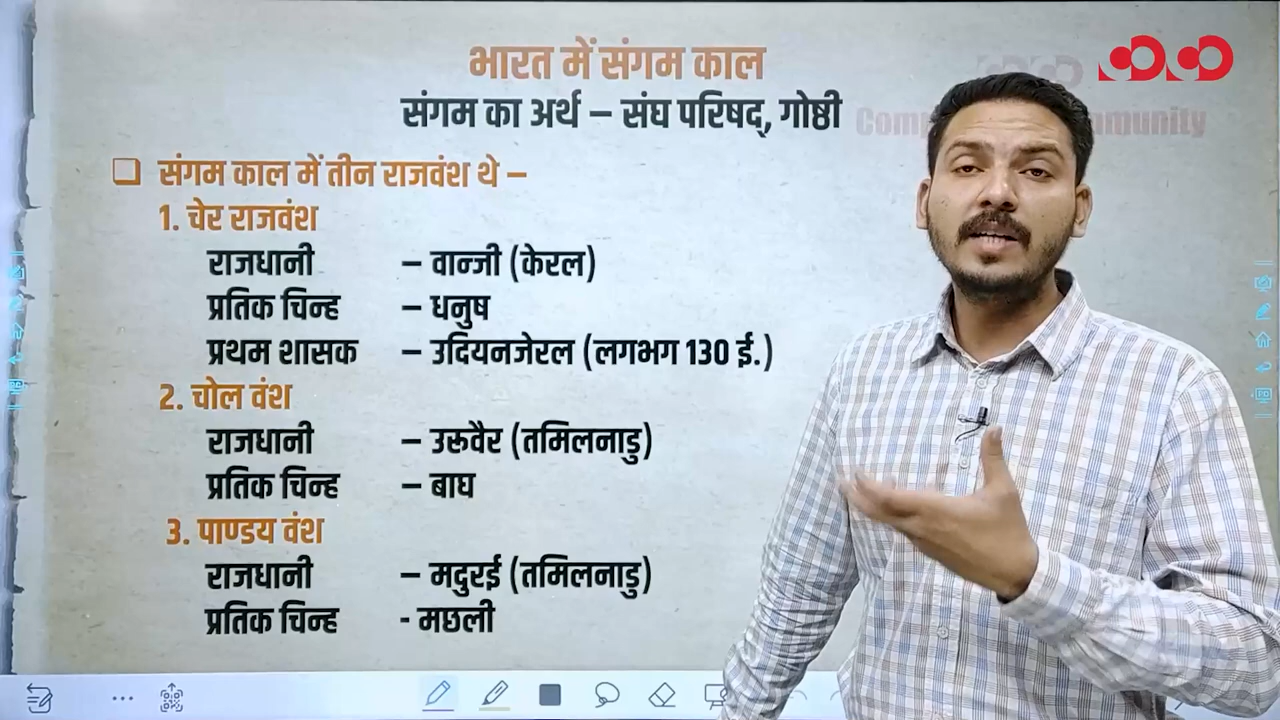 भारत में संगम काल
संगम का अर्थ – संघ परिषद्, गोष्ठी
संगम काल में तीन राजवंश थे –
1. चेर राजवंश
राजधानी – वान्जी (केरल)
प्रतिक चिन्ह – धनुष
प्रथम शासक – उदियनजेरल (लगभग 130 ई.)
2. चोल वंश
राजधानी – उरूवैर (तमिलनाडु)
प्रतिक चिन्ह – बाघ
3. पाण्डय वंश
राजधानी – मदुरई (तमिलनाडु)
प्रतिक चिन्ह - मछली